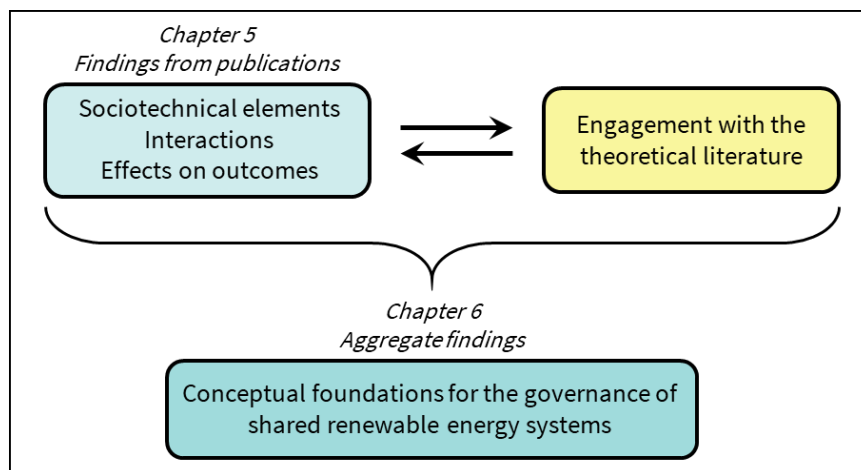 Chapter 5
Findings from publications
Sociotechnical elements
Interactions
Effects on outcomes
Engagement with the
theoretical literature
Chapter 6
Aggregate findings
Conceptual foundations for the governance of
shared renewable energy systems